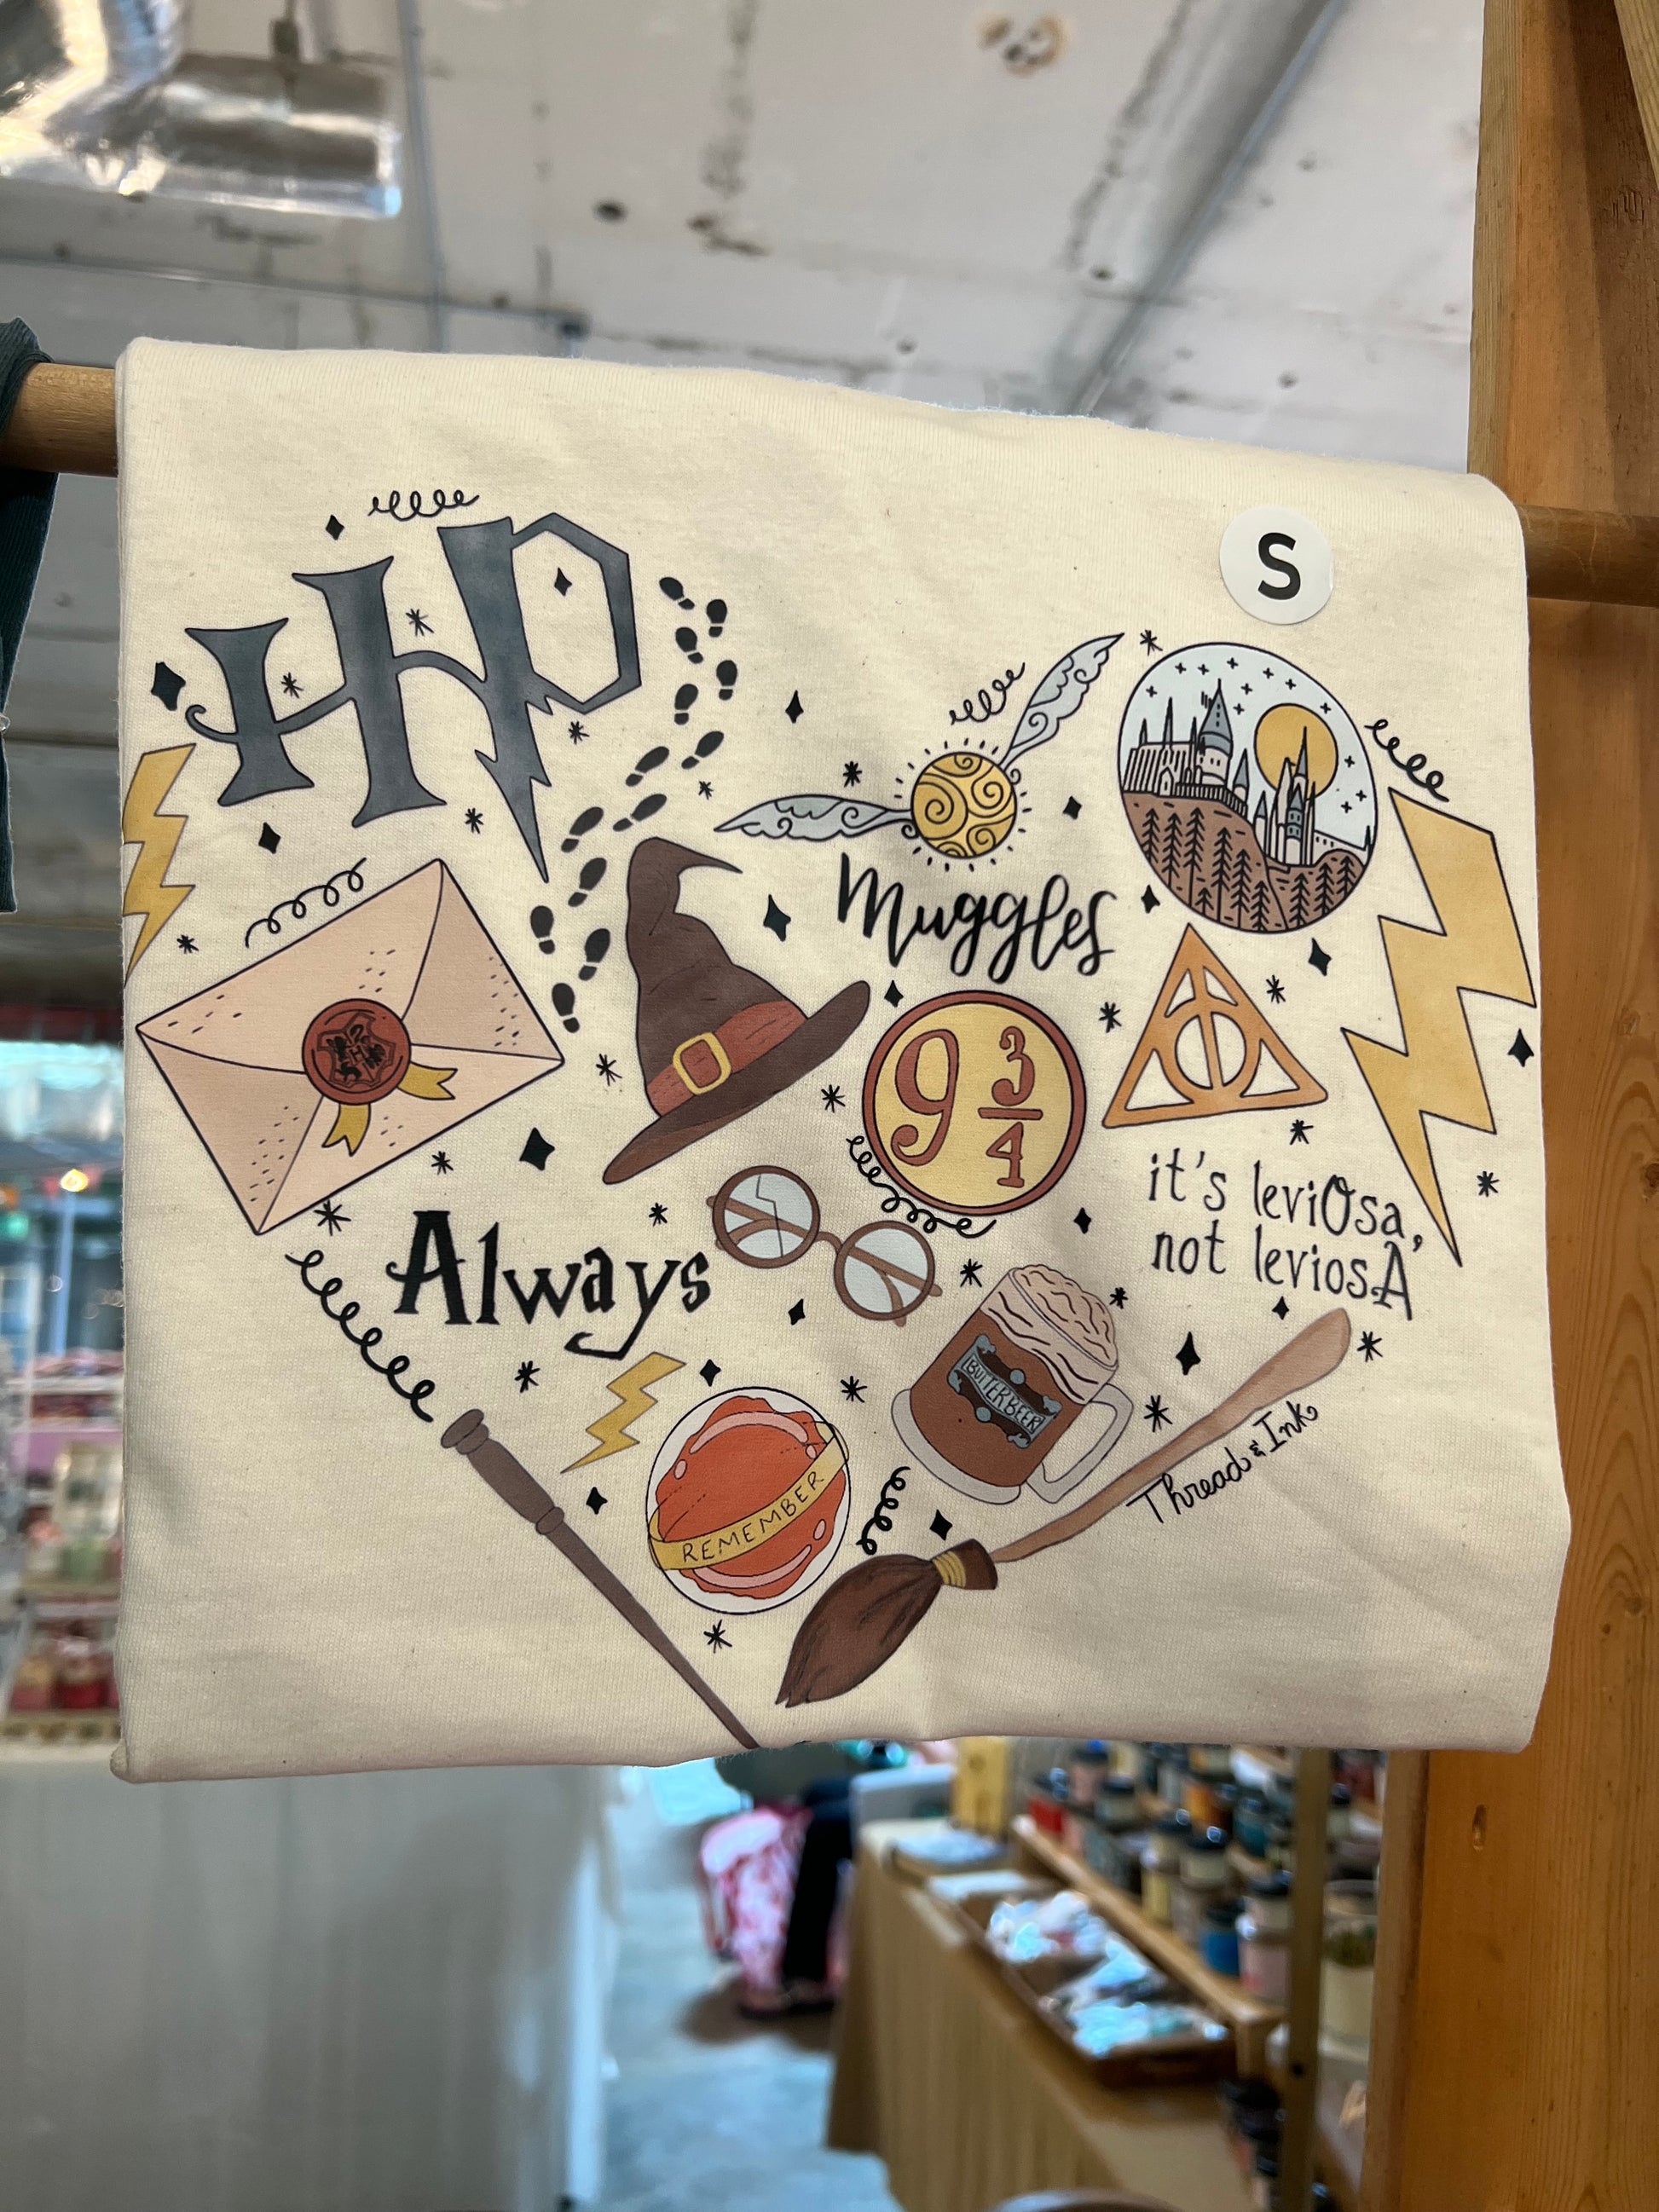 HP
S
Muggles
9 3/4
it's leviOsa,
not leviosA
Always
BUTTERBEER
REMEMBER
Thread & Ink